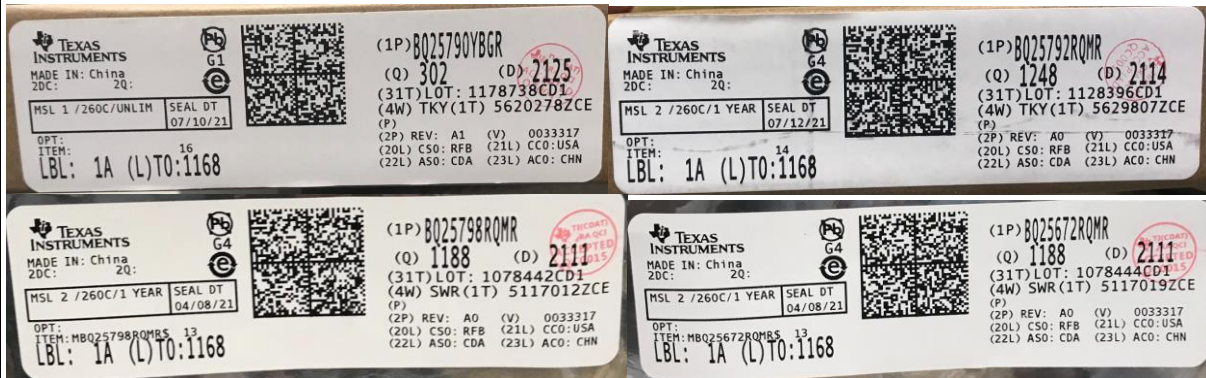 TEXAS
INSTRUMENTS
MADE IN: China
2DC: 2Q:
Pb
G1
e
MSL 1 /260C/UNLIM
SEAL DT
07/10/21
OPT:
ITEM: 16
LBL: 1A (L)TO:1168
(1P)BQ25790YBGR
(Q) 302 (D) 2125
(31T)LOT: 1178738CD1
(4W) TKY(1T) 5620278ZCE
(P)
(2P) REV: A1 (V) 0033317
(20L) CSO: RFB (21L) CCO:USA
(22L) ASO: CDA (23L) ACO: CHN
TEXAS
INSTRUMENTS
MADE IN: China
2DC: 2Q:
Pb
G4
e
MSL 2 /260C/1 YEAR
SEAL DT
07/12/21
OPT:
ITEM: 14
LBL: 1A (L)TO:1168
(1P)BQ25792RQMR
(Q) 1248 (D) 2114
(31T)LOT: 1128396CD1
(4W) TKY(1T) 5629807ZCE
(P)
(2P) REV: A0 (V) 0033317
(20L) CSO: RFB (21L) CCO:USA
(22L) ASO: CDA (23L) ACO: CHN
TEXAS
INSTRUMENTS
MADE IN: China
2DC: 2Q:
Pb
G4
e
MSL 2 /260C/1 YEAR
SEAL DT
04/08/21
OPT:
ITEM:MBQ25798RQMR$ 13
LBL: 1A (L)TO:1168
(1P)BQ25798RQMR
(Q) 1188 (D) 2111
(31T)LOT: 1078442CD1
(4W) SWR(1T) 5117012ZCE
(P)
(2P) REV: A0 (V) 0033317
(20L) CSO: RFB (21L) CCO:USA
(22L) ASO: CDA (23L) ACO: CHN
TEXAS
INSTRUMENTS
MADE IN: China
2DC: 2Q:
Pb
G4
e
MSL 2 /260C/1 YEAR
SEAL DT
04/08/21
OPT:
ITEM:MBQ25672RQMR$ 13
LBL: 1A (L)TO:1168
(1P)BQ25672RQMR
(Q) 1188 (D) 2111
(31T)LOT: 1078444CD1
(4W) SWR(1T) 5117019ZCE
(P)
(2P) REV: A0 (V) 0033317
(20L) CSO: RFB (21L) CCO:USA
(22L) ASO: CDA (23L) ACO: CHN